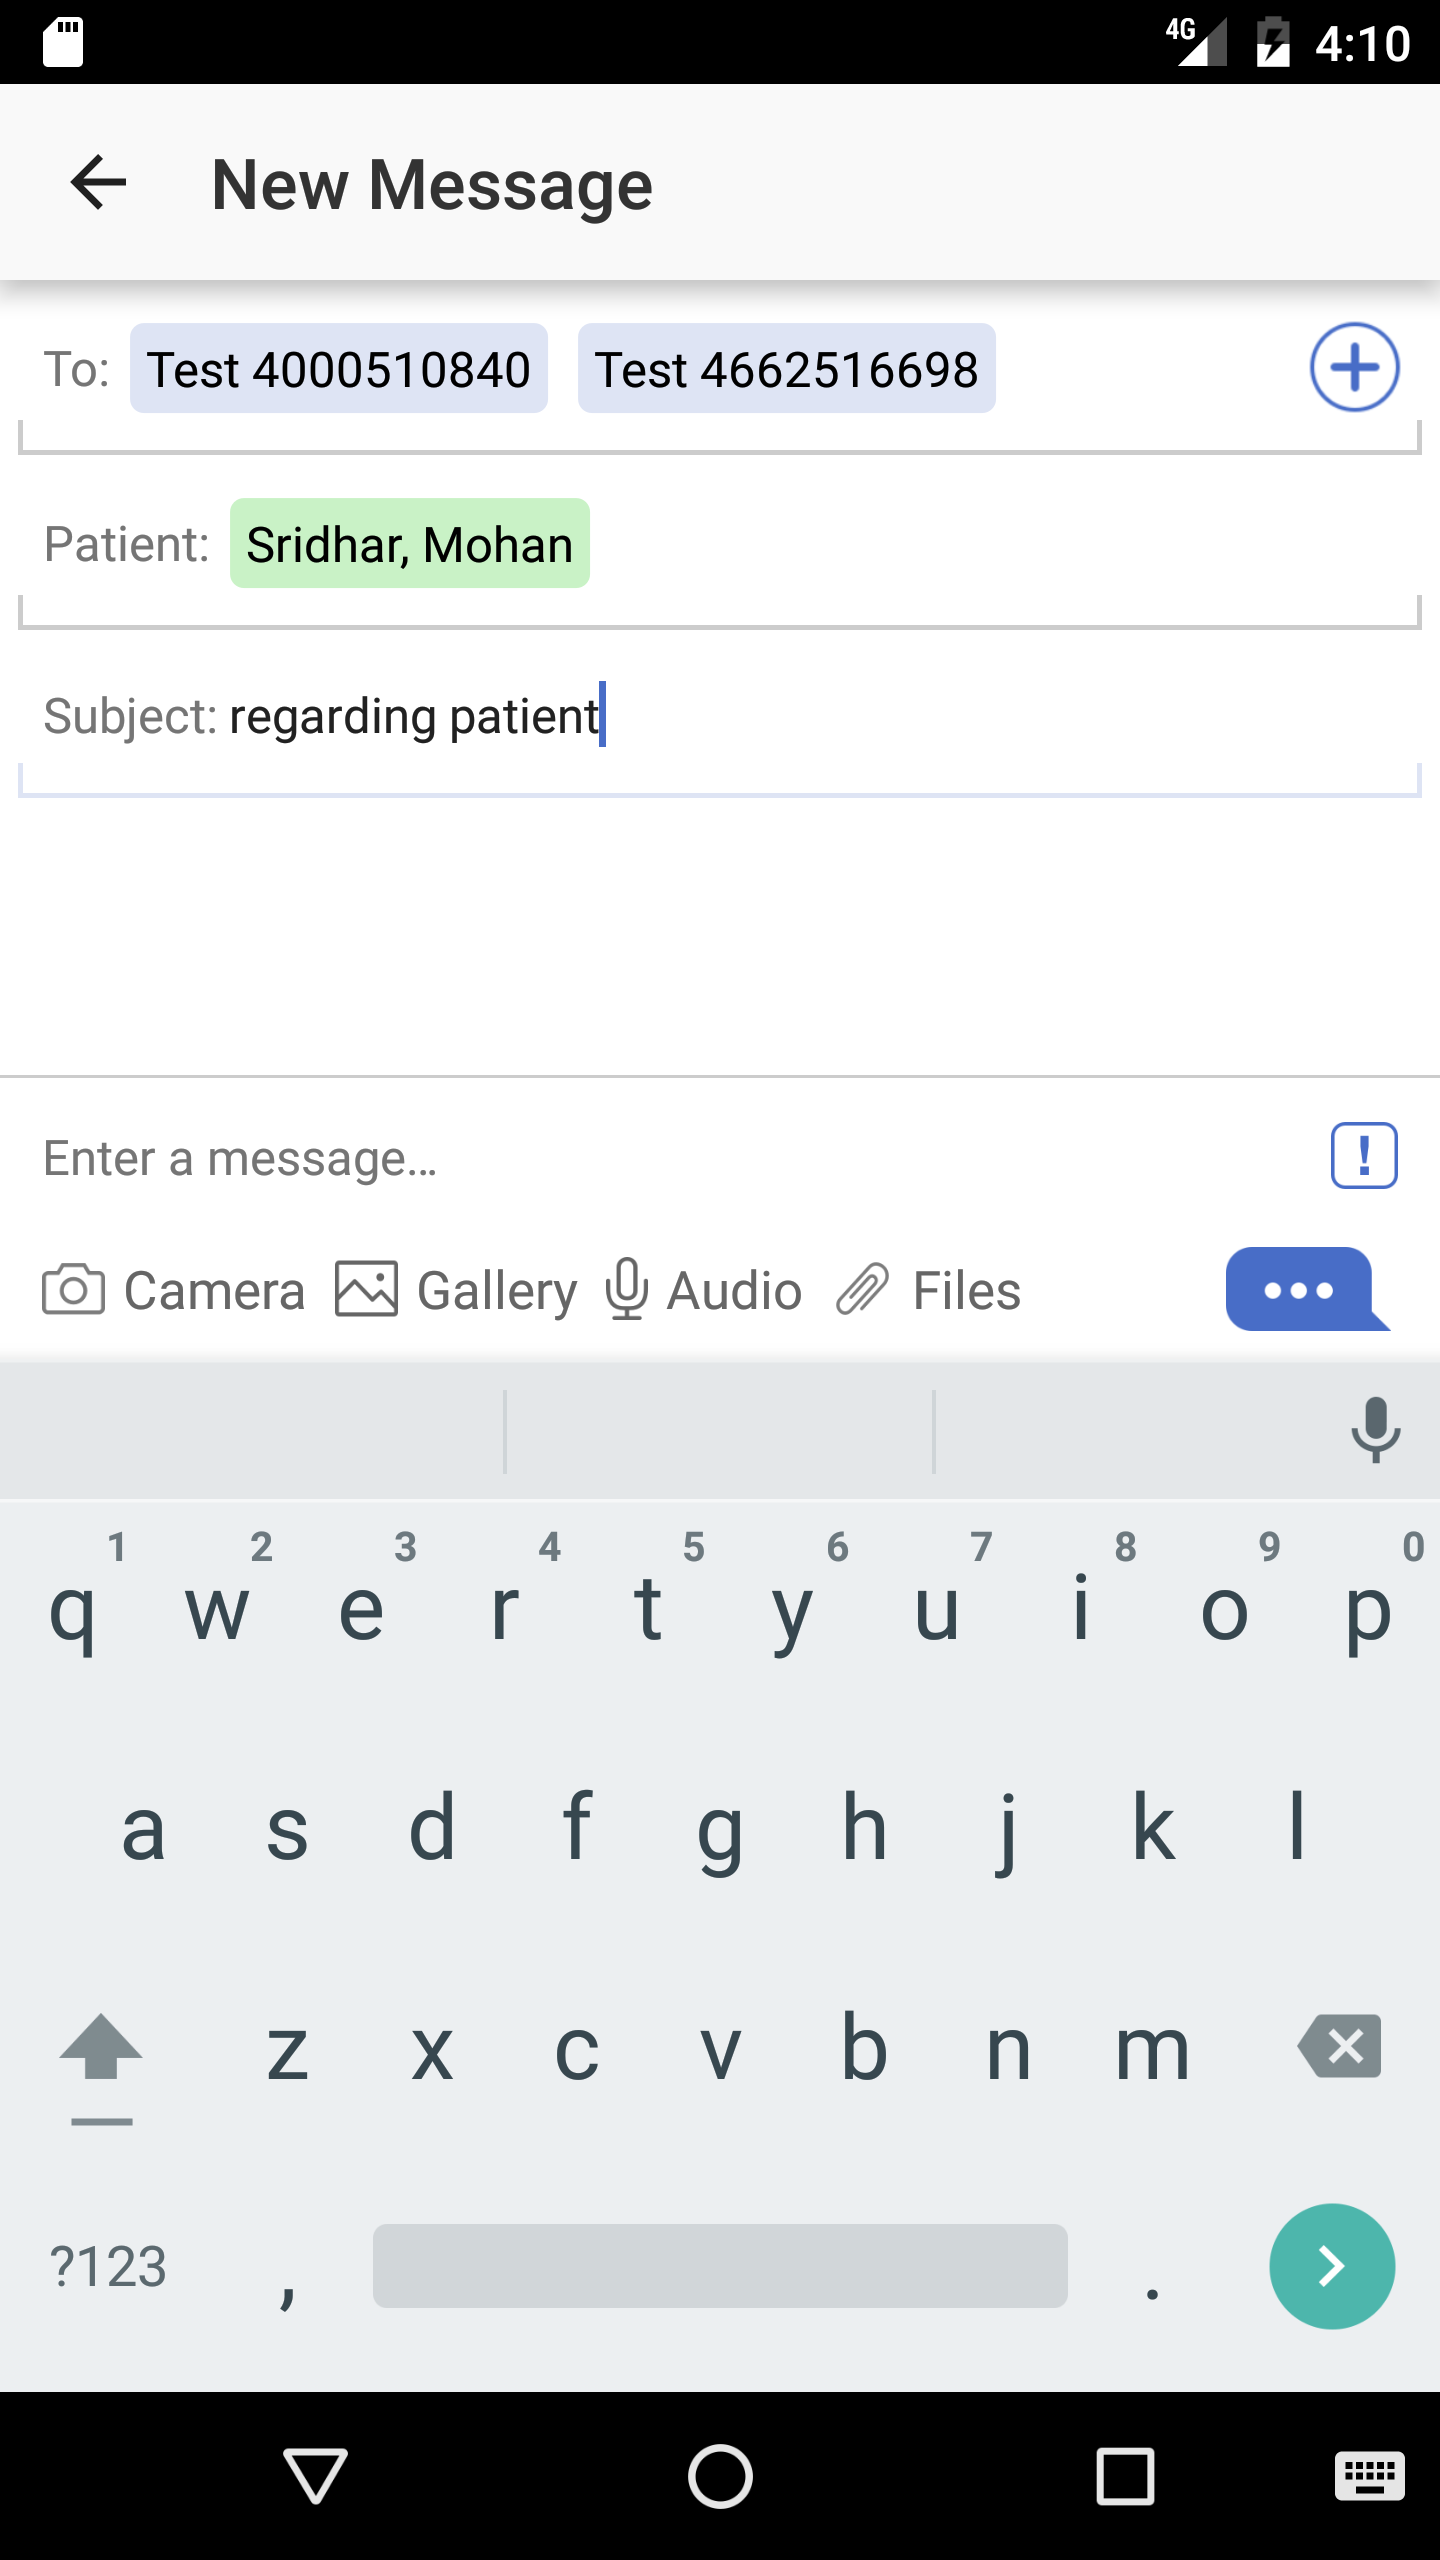 4G 4:10
New Message
To: Test 4000510840 Test 4662516698
Patient: Sridhar, Mohan
Subject: regarding patient
Enter a message...
!
Camera Gallery Audio Files
1 2 3 4 5 6 7 8 9 0
q w e r t y u i o p
a s d f g h j k l
z x c v b n m
?123 , .